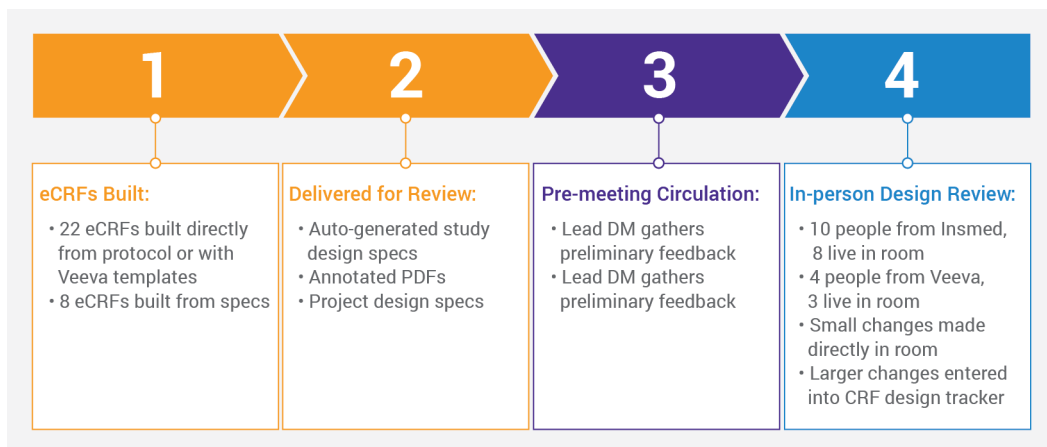 1
2
3
4
eCRFs Built:
• 22 eCRFs built directly
from protocol or with
Veeva templates
• 8 eCRFs built from specs
Delivered for Review:
• Auto-generated study
design specs
• Annotated PDFs
• Project design specs
Pre-meeting Circulation:
• Lead DM gathers
preliminary feedback
• Lead DM gathers
preliminary feedback
In-person Design Review:
• 10 people from Insmed,
8 live in room
• 4 people from Veeva,
3 live in room
• Small changes made
directly in room
• Larger changes entered
into CRF design tracker